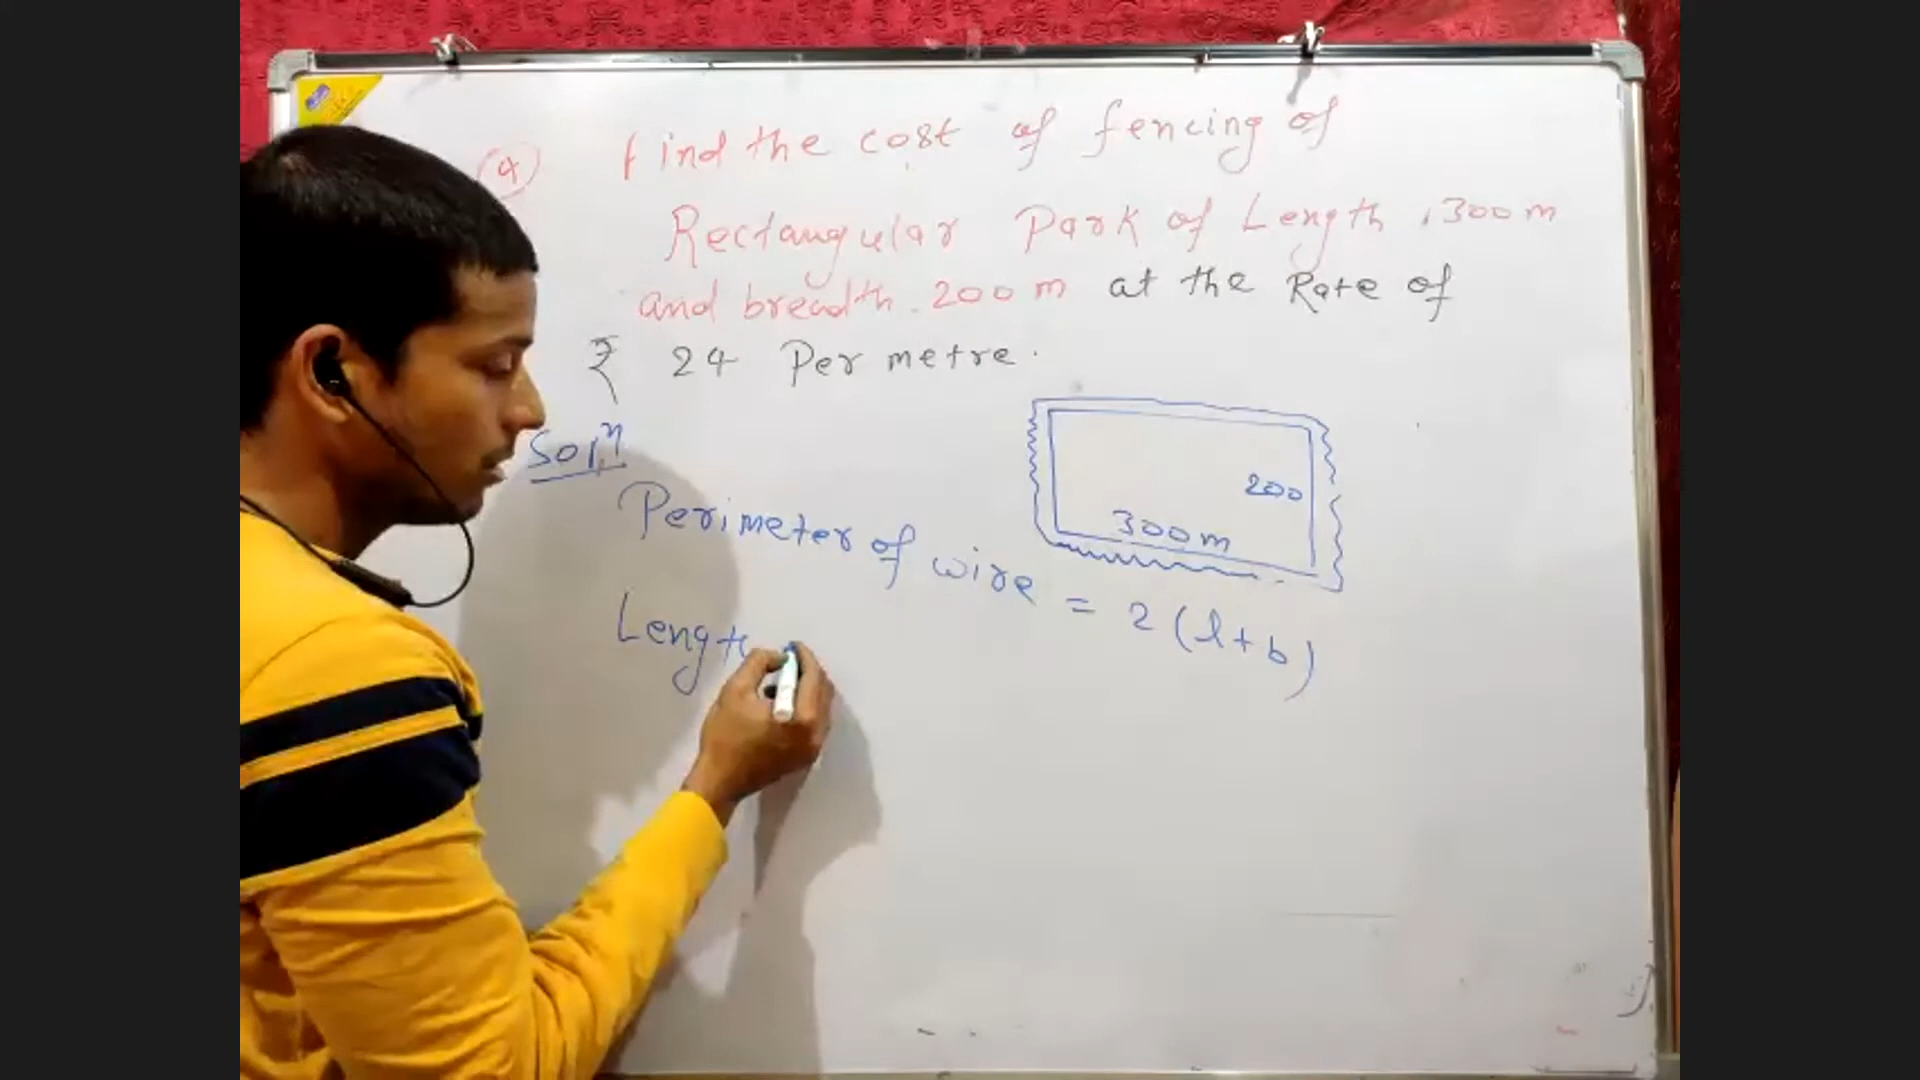 (4) Find the cost of fencing of
Rectangular Park of Length 300m
and breadth 200m at the Rate of
₹ 24 Per metre.
Solⁿ
200
300m
Perimeter of wire = 2(l+b)
Length